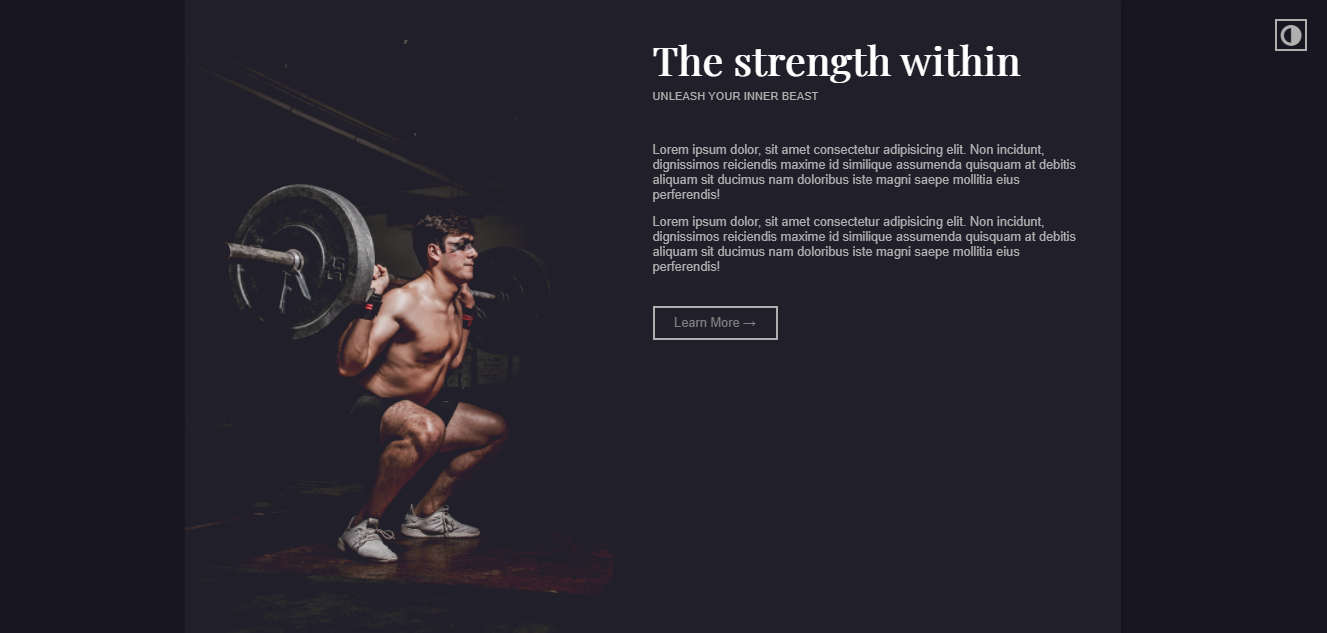 The strength within
UNLEASH YOUR INNER BEAST
Lorem ipsum dolor, sit amet consectetur adipisicing elit. Non incidunt,
dignissimos reiciendis maxime id similique assumenda quisquam at debitis
aliquam sit ducimus nam doloribus iste magni saepe mollitia eius
perferendis!
Lorem ipsum dolor, sit amet consectetur adipisicing elit. Non incidunt,
dignissimos reiciendis maxime id similique assumenda quisquam at debitis
aliquam sit ducimus nam doloribus iste magni saepe mollitia eius
perferendis!
Learn More →